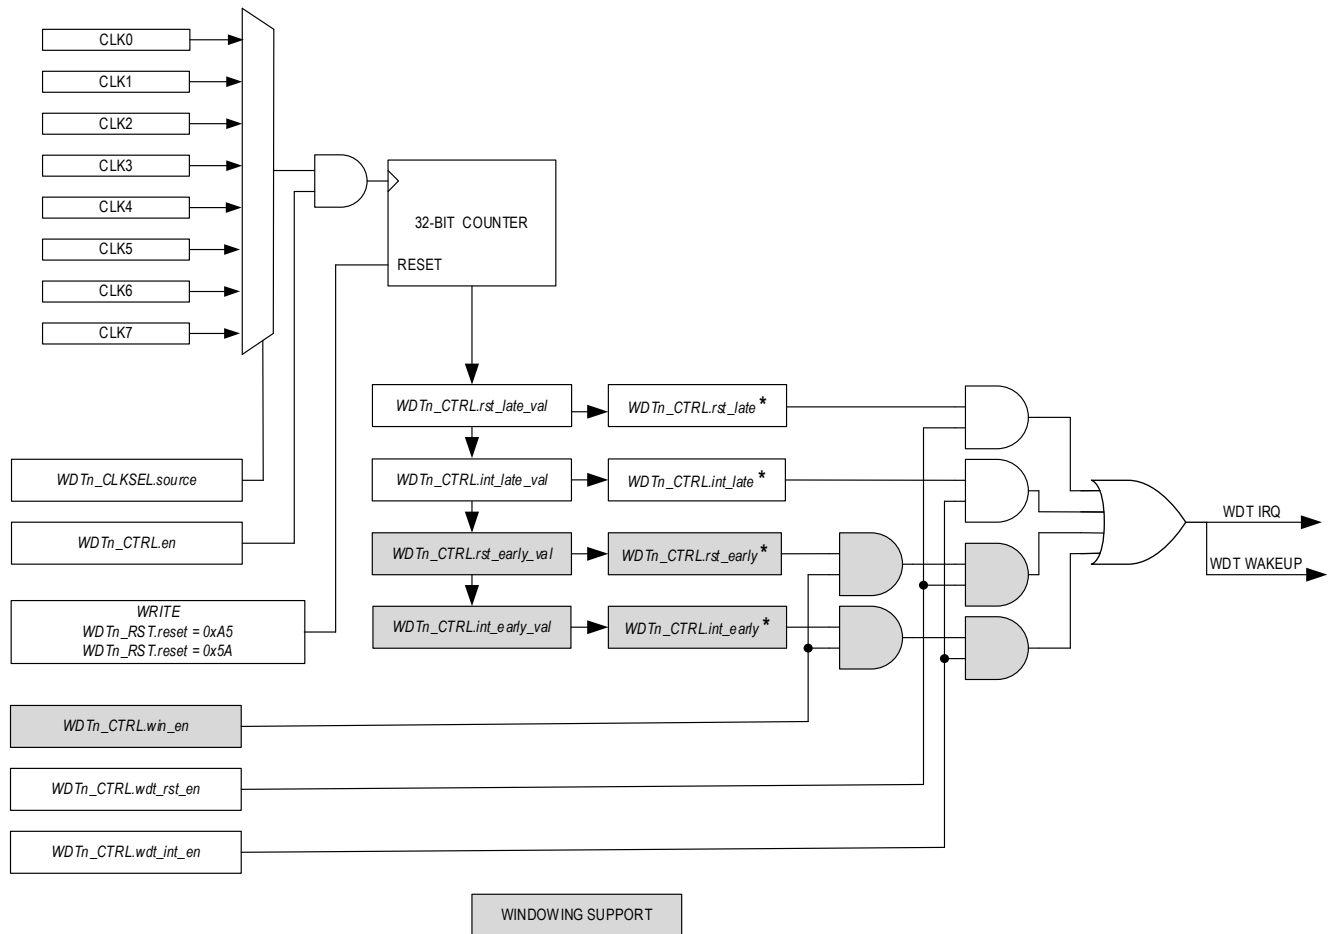 CLK0
CLK1
CLK2
CLK3
CLK4
CLK5
CLK6
CLK7
32-BIT COUNTER
RESET
WDTn_CTRL.rst_late_val
WDTn_CTRL.rst_late*
WDTn_CLKSEL.source
WDTn_CTRL.int_late_val
WDTn_CTRL.int_late*
WDTn_CTRL.en
WDTn_CTRL.rst_early_val
WDTn_CTRL.rst_early*
WDT IRQ
WDT WAKEUP
WRITE
WDTn_RST.reset = 0xA5
WDTn_RST.reset = 0x5A
WDTn_CTRL.int_early_val
WDTn_CTRL.int_early*
WDTn_CTRL.win_en
WDTn_CTRL.wdt_rst_en
WDTn_CTRL.wdt_int_en
WINDOWING SUPPORT